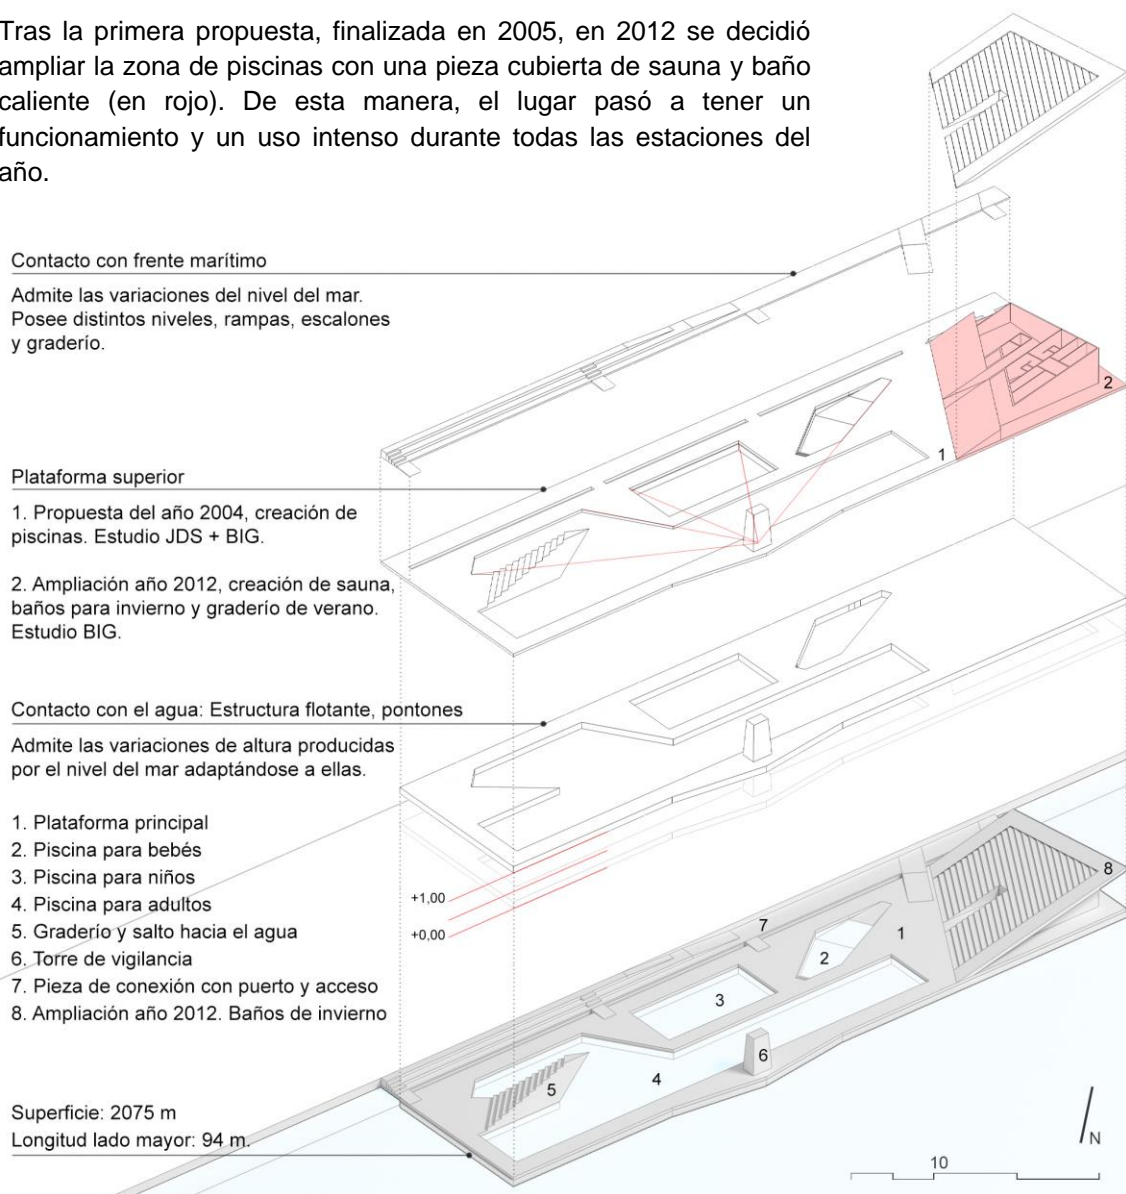 Tras la primera propuesta, finalizada en 2005, en 2012 se decidió
ampliar la zona de piscinas con una pieza cubierta de sauna y baño
caliente (en rojo). De esta manera, el lugar pasó a tener un
funcionamiento y un uso intenso durante todas las estaciones del
año.
Contacto con frente marítimo
Admite las variaciones del nivel del mar.
Posee distintos niveles, rampas, escalones
y graderío.
2
1
Plataforma superior
1. Propuesta del año 2004, creación de
piscinas. Estudio JDS + BIG.
2. Ampliación año 2012, creación de sauna,
baños para invierno y graderío de verano.
Estudio BIG.
Contacto con el agua: Estructura flotante, pontones
Admite las variaciones de altura producidas
por el nivel del mar adaptándose a ellas.
1. Plataforma principal
2. Piscina para bebés
3. Piscina para niños
4. Piscina para adultos
5. Graderío y salto hacia el agua
6. Torre de vigilancia
7. Pieza de conexión con puerto y acceso
8. Ampliación año 2012. Baños de invierno
+1,00
+0,00
8
7
1
2
3
6
4
5
Superficie: 2075 m
Longitud lado mayor: 94 m.
N
10